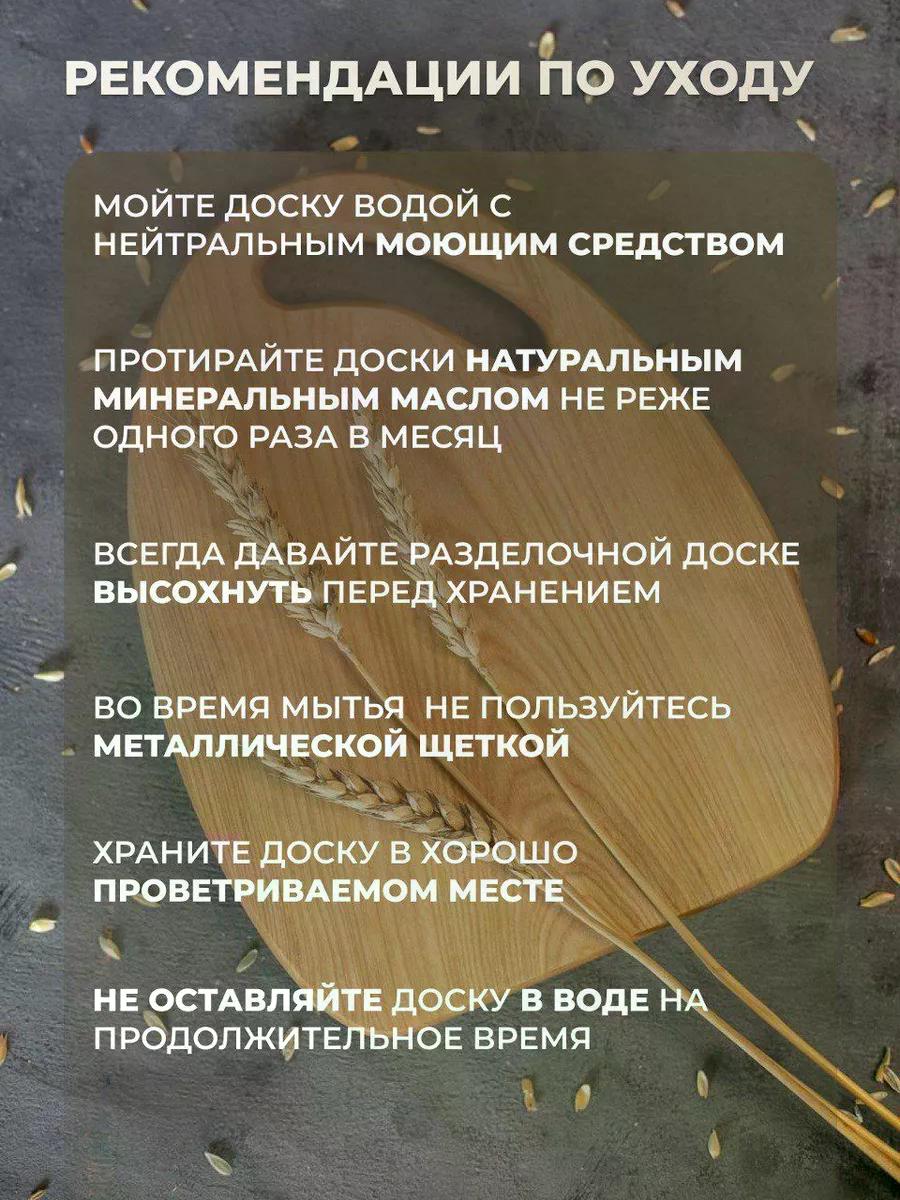 РЕКОМЕНДАЦИИ ПО УХОДУ
МОЙТЕ ДОСКУ ВОДОЙ С
НЕЙТРАЛЬНЫМ МОЮЩИМ СРЕДСТВОМ
ПРОТИРАЙТЕ ДОСКИ НАТУРАЛЬНЫМ
МИНЕРАЛЬНЫМ МАСЛОМ НЕ РЕЖЕ
ОДНОГО РАЗА В МЕСЯЦ
ВСЕГДА ДАВАЙТЕ РАЗДЕЛОЧНОЙ ДОСКЕ
ВЫСОХНУТЬ ПЕРЕД ХРАНЕНИЕМ
ВО ВРЕМЯ МЫТЬЯ НЕ ПОЛЬЗУЙТЕСЬ
МЕТАЛЛИЧЕСКОЙ ЩЕТКОЙ
ХРАНИТЕ ДОСКУ В ХОРОШО
ПРОВЕТРИВАЕМОМ МЕСТЕ
НЕ ОСТАВЛЯЙТЕ ДОСКУ В ВОДЕ НА
ПРОДОЛЖИТЕЛЬНОЕ ВРЕМЯ